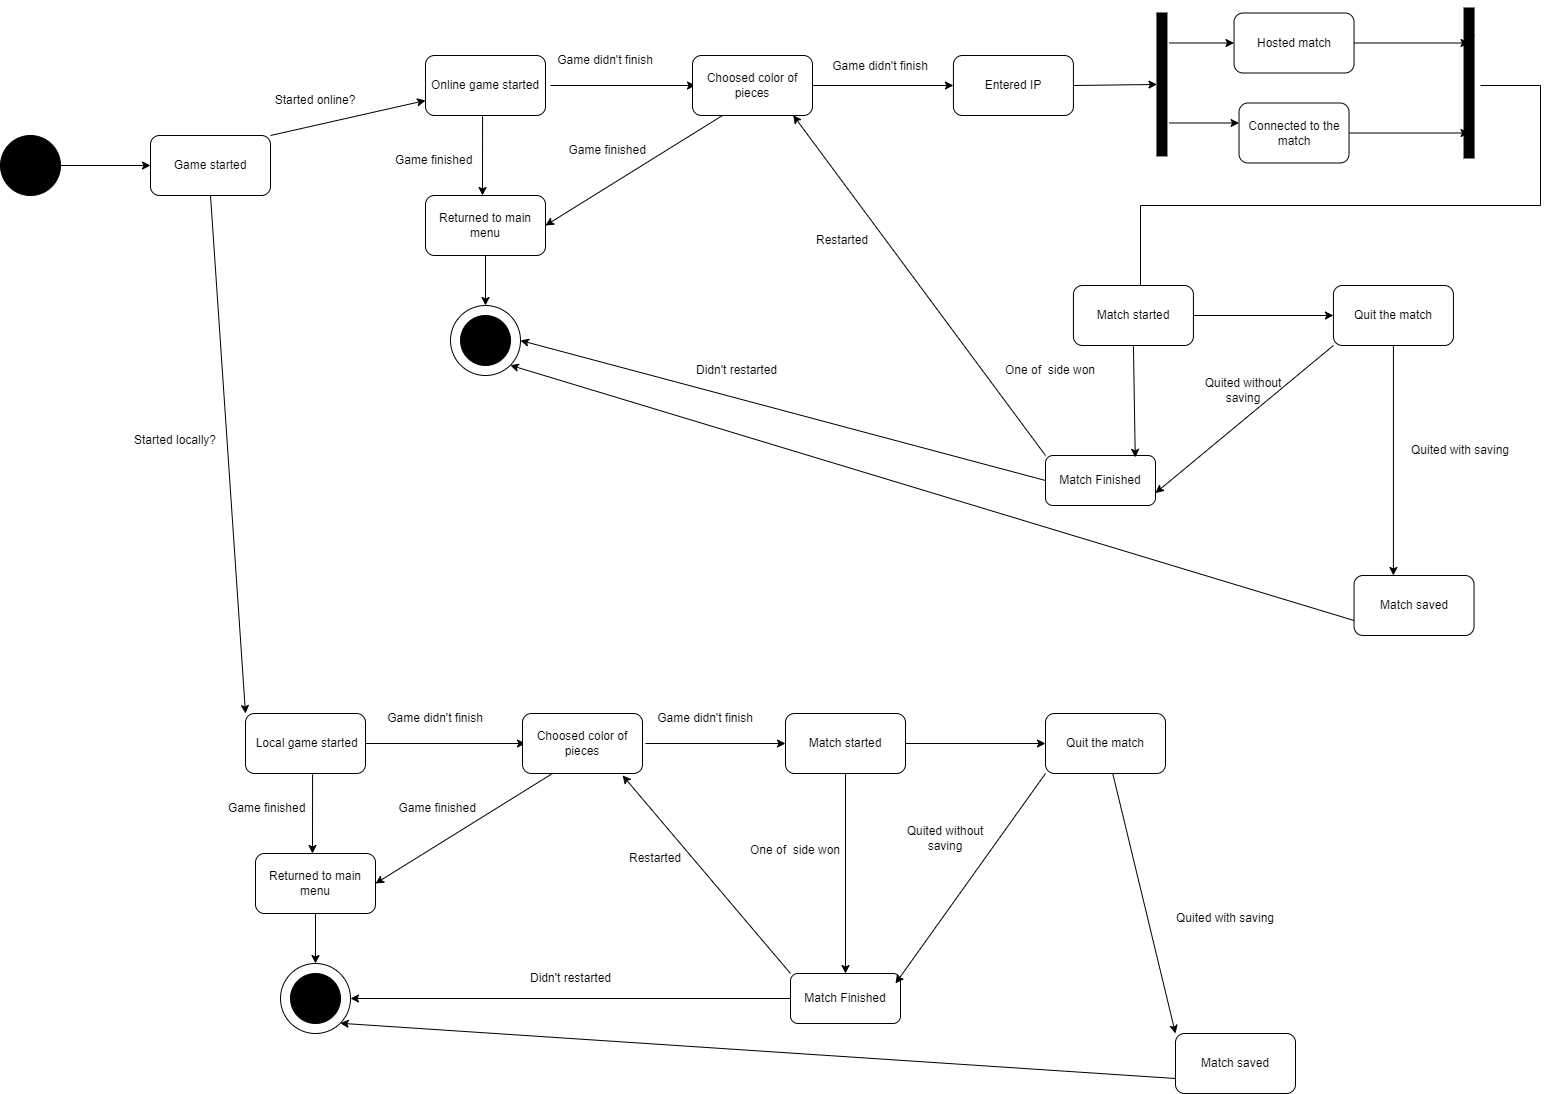 Hosted match
Game didn't finish
Game didn't finish
Online game started
Choosed color of
pieces
Entered IP
Started online?
Connected to the
match
Game started
Game finished
Game finished
Returned to main
menu
Restarted
Match started
Quit the match
Didn't restarted
One of  side won
Quited without
saving
Started locally?
Quited with saving
Match Finished
Match saved
Game didn't finish
Game didn't finish
Local game started
Choosed color of
pieces
Match started
Quit the match
Game finished
Game finished
Restarted
One of  side won
Quited without
saving
Returned to main
menu
Quited with saving
Didn't restarted
Match Finished
Match saved